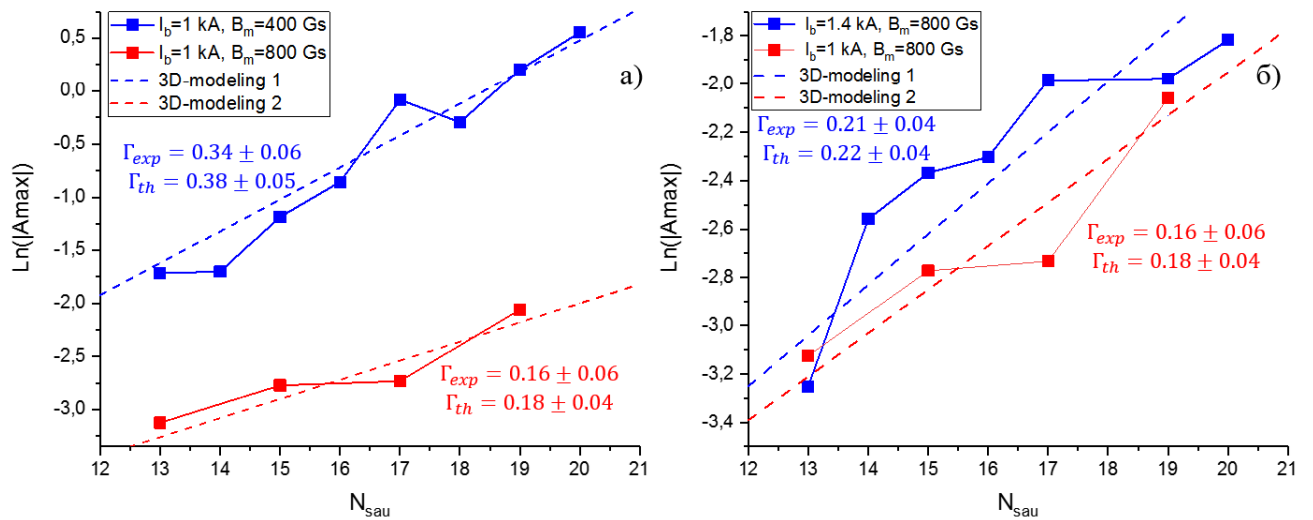 I_b=1 kA, B_m=400 Gs
I_b=1 kA, B_m=800 Gs
3D-modeling 1
3D-modeling 2
а)
0,5
0,0
-0,5
-1,0
-1,5
-2,0
-2,5
-3,0
Ln(|Amax|)
Γ_exp = 0.34 ± 0.06
Γ_th = 0.38 ± 0.05
Γ_exp = 0.16 ± 0.06
Γ_th = 0.18 ± 0.04
12 13 14 15 16 17 18 19 20 21
N_sau
I_b=1.4 kA, B_m=800 Gs
I_b=1 kA, B_m=800 Gs
3D-modeling 1
3D-modeling 2
б)
-1,8
-2,0
-2,2
-2,4
-2,6
-2,8
-3,0
-3,2
-3,4
Ln(|Amax|)
Γ_exp = 0.21 ± 0.04
Γ_th = 0.22 ± 0.04
Γ_exp = 0.16 ± 0.06
Γ_th = 0.18 ± 0.04
12 13 14 15 16 17 18 19 20 21
N_sau